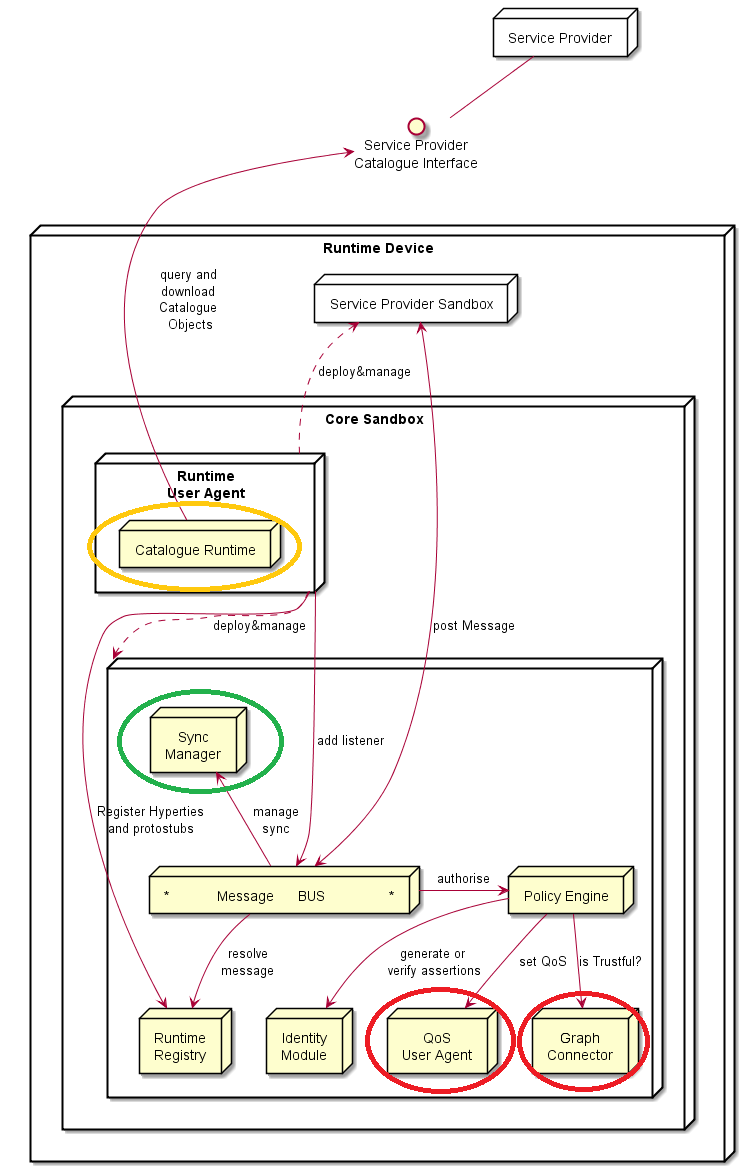 Service Provider
Service Provider
Catalogue Interface
Runtime Device
query and
download
Catalogue
Objects
Service Provider Sandbox
deploy&manage
Core Sandbox
Runtime
User Agent
Catalogue Runtime
deploy&manage
post Message
Sync
Manager
add listener
Register Hyperties
and protostubs
manage
sync
* Message BUS *
authorise
Policy Engine
resolve
message
generate or
verify assertions
set QoS
is Trustful?
Runtime
Registry
Identity
Module
QoS
User Agent
Graph
Connector